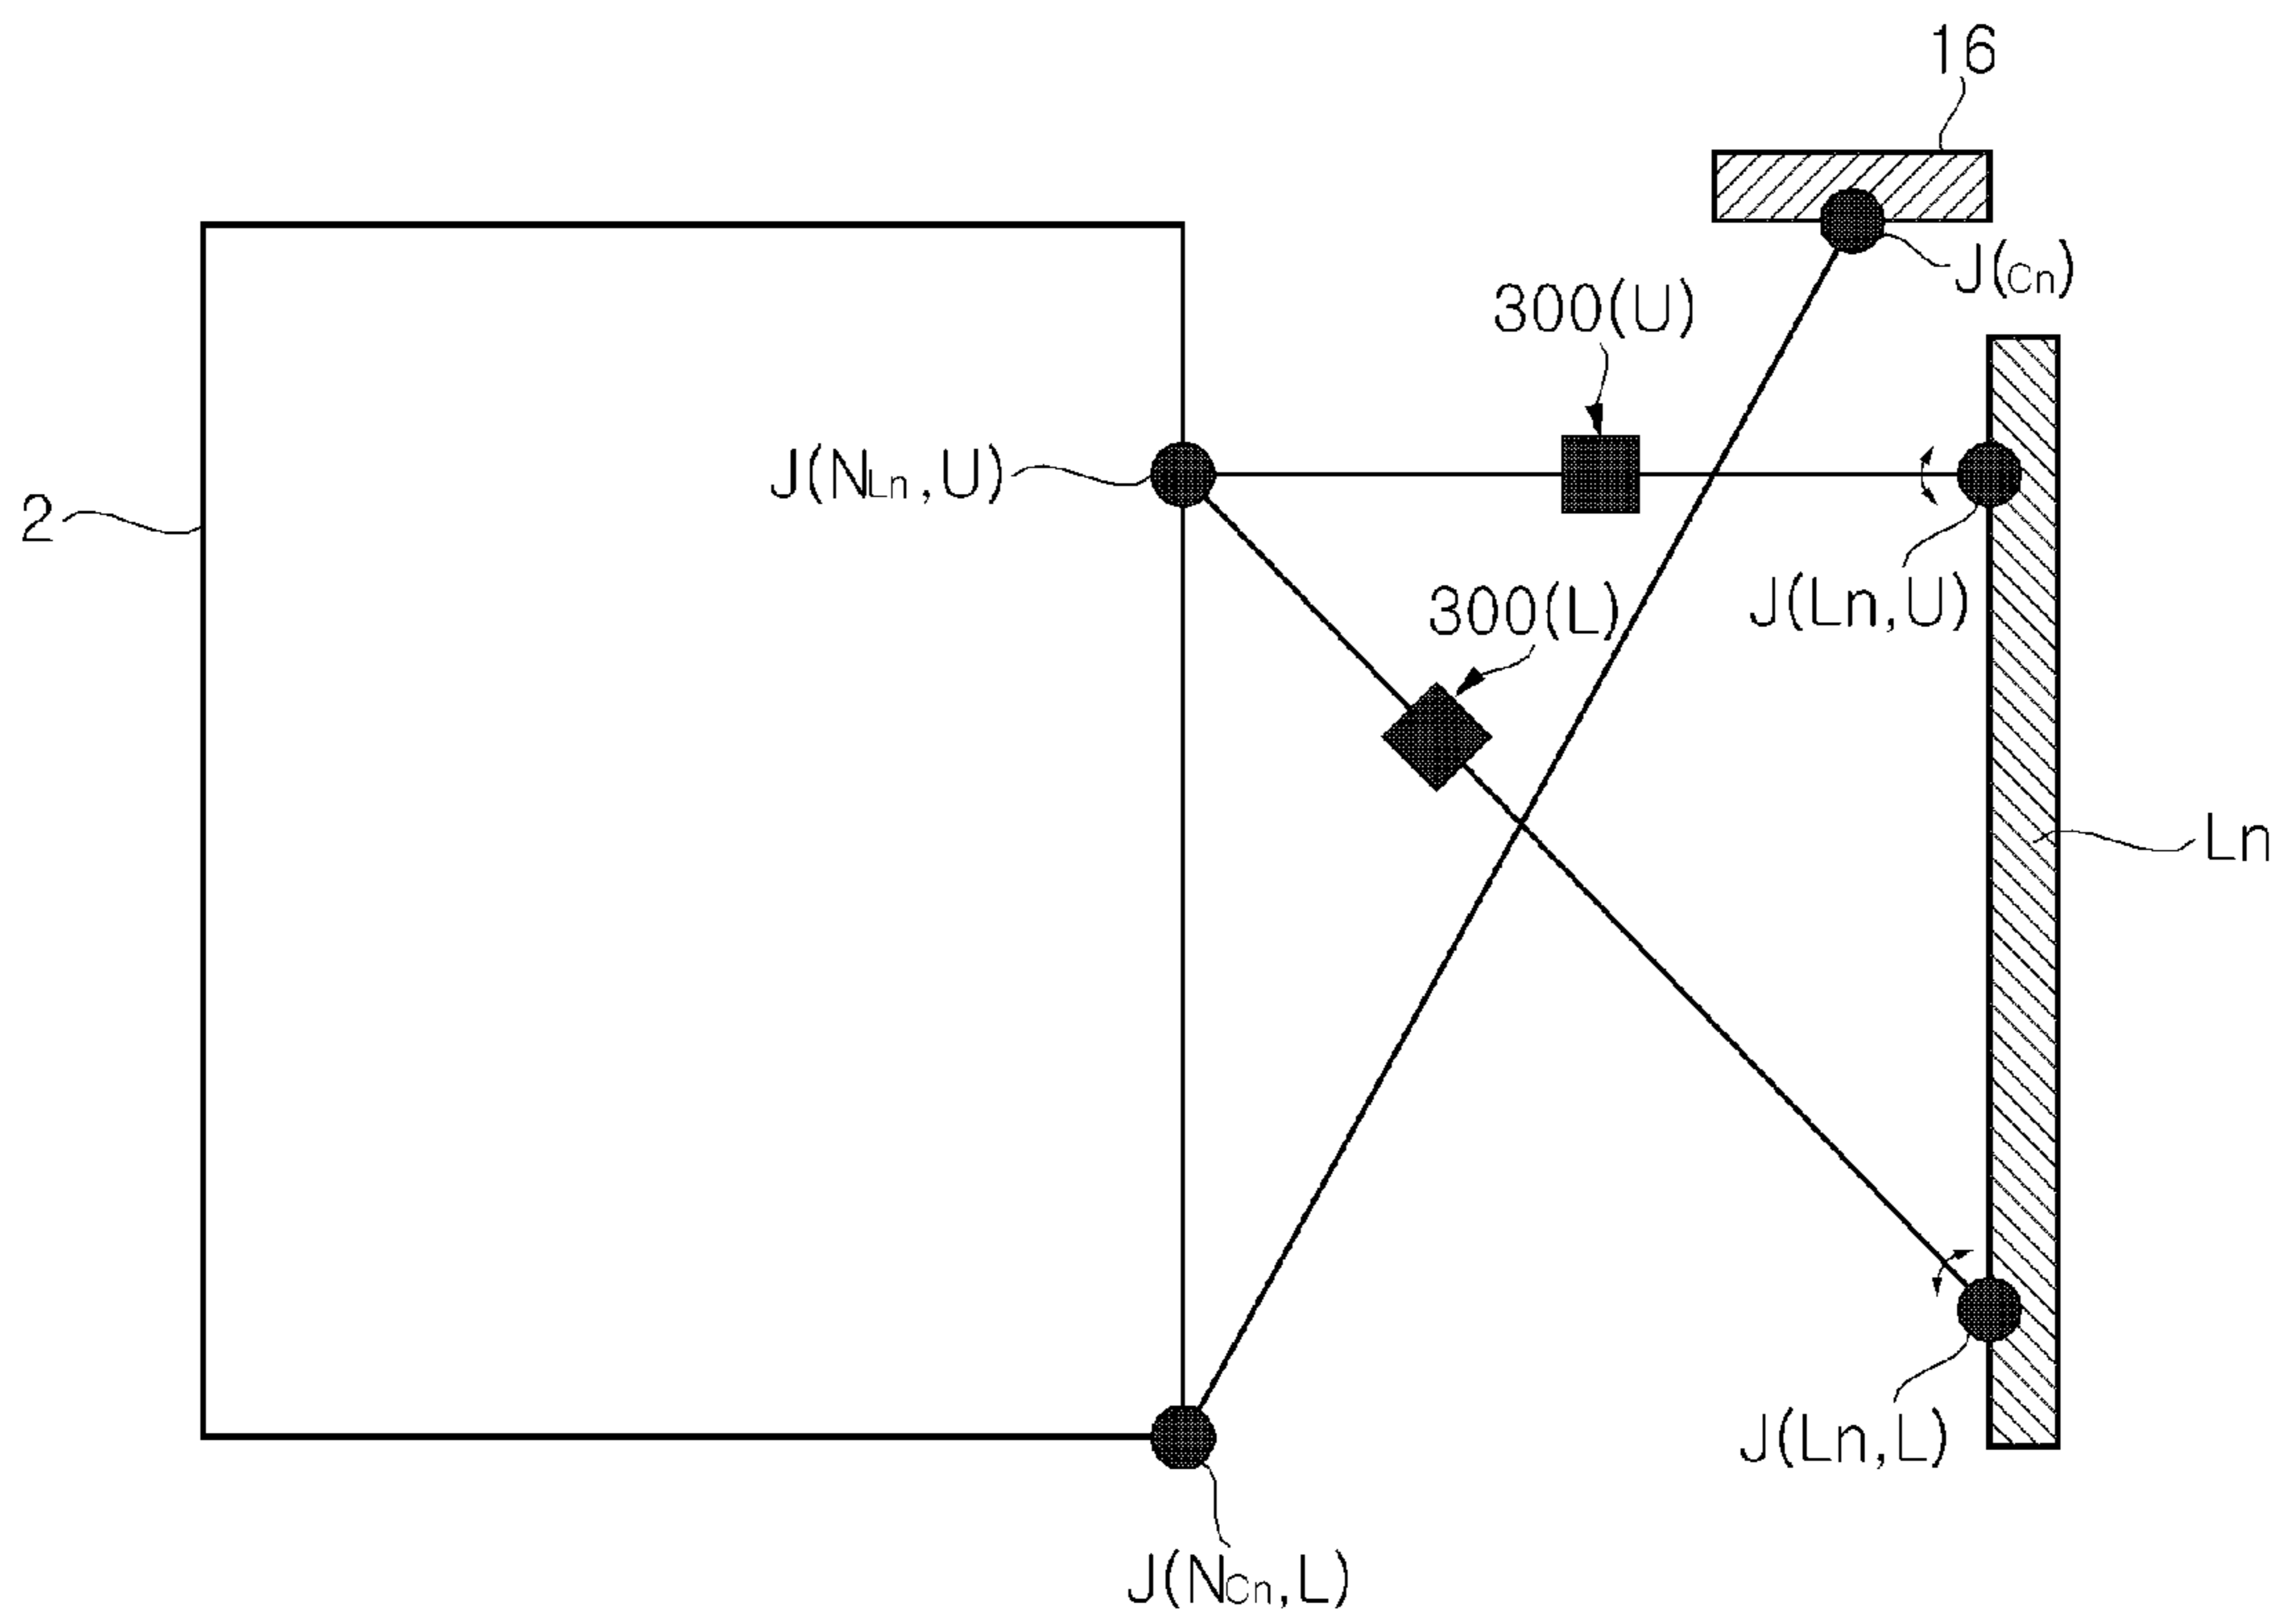 16
J(Cn)
300(U)
J(NLn,U)
2
300(L)
J(Ln,U)
Ln
J(Ln,L)
J(NCn,L)